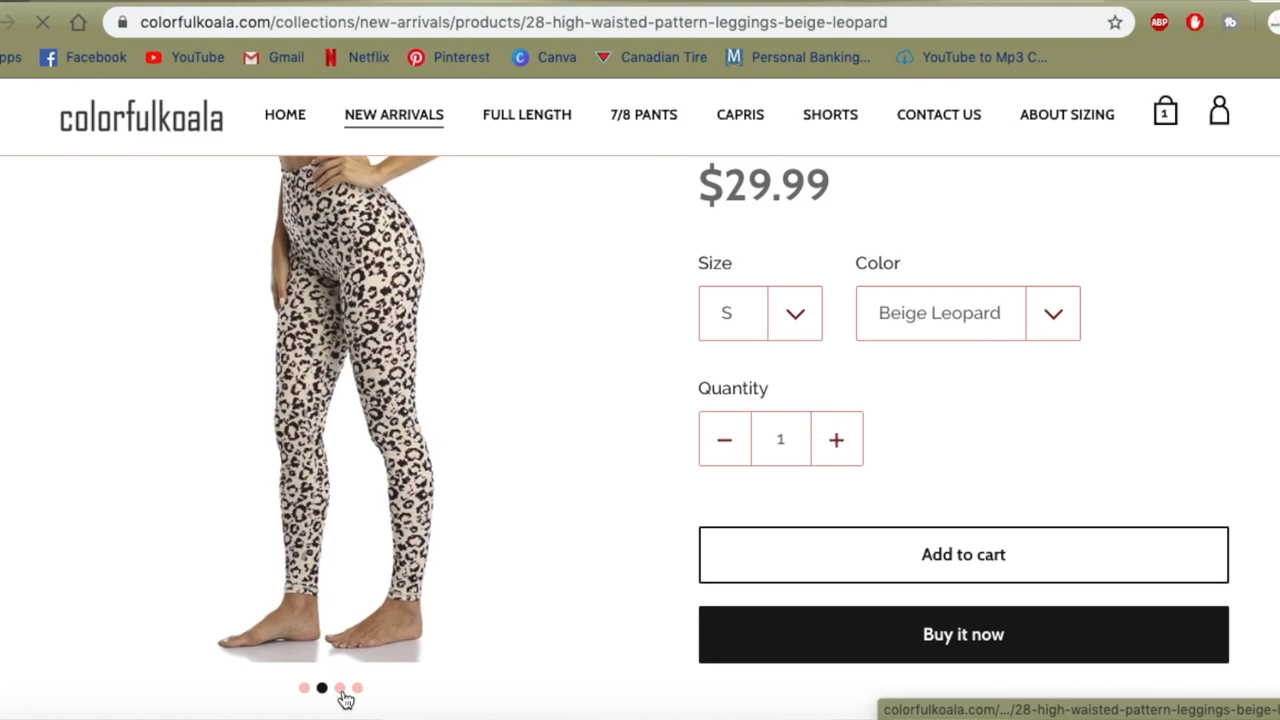 colorfulkoala.com/collections/new-arrivals/products/28-high-waisted-pattern-leggings-beige-leopard
ABP
tb
pps Facebook YouTube Gmail Netflix Pinterest Canva Canadian Tire Personal Banking... YouTube to Mp3 C...
colorfulkoala HOME NEW ARRIVALS FULL LENGTH 7/8 PANTS CAPRIS SHORTS CONTACT US ABOUT SIZING 1
$29.99
Size Color
S Beige Leopard
Quantity
− 1 +
Add to cart
Buy it now
colorfulkoala.com/.../28-high-waisted-pattern-leggings-beige-